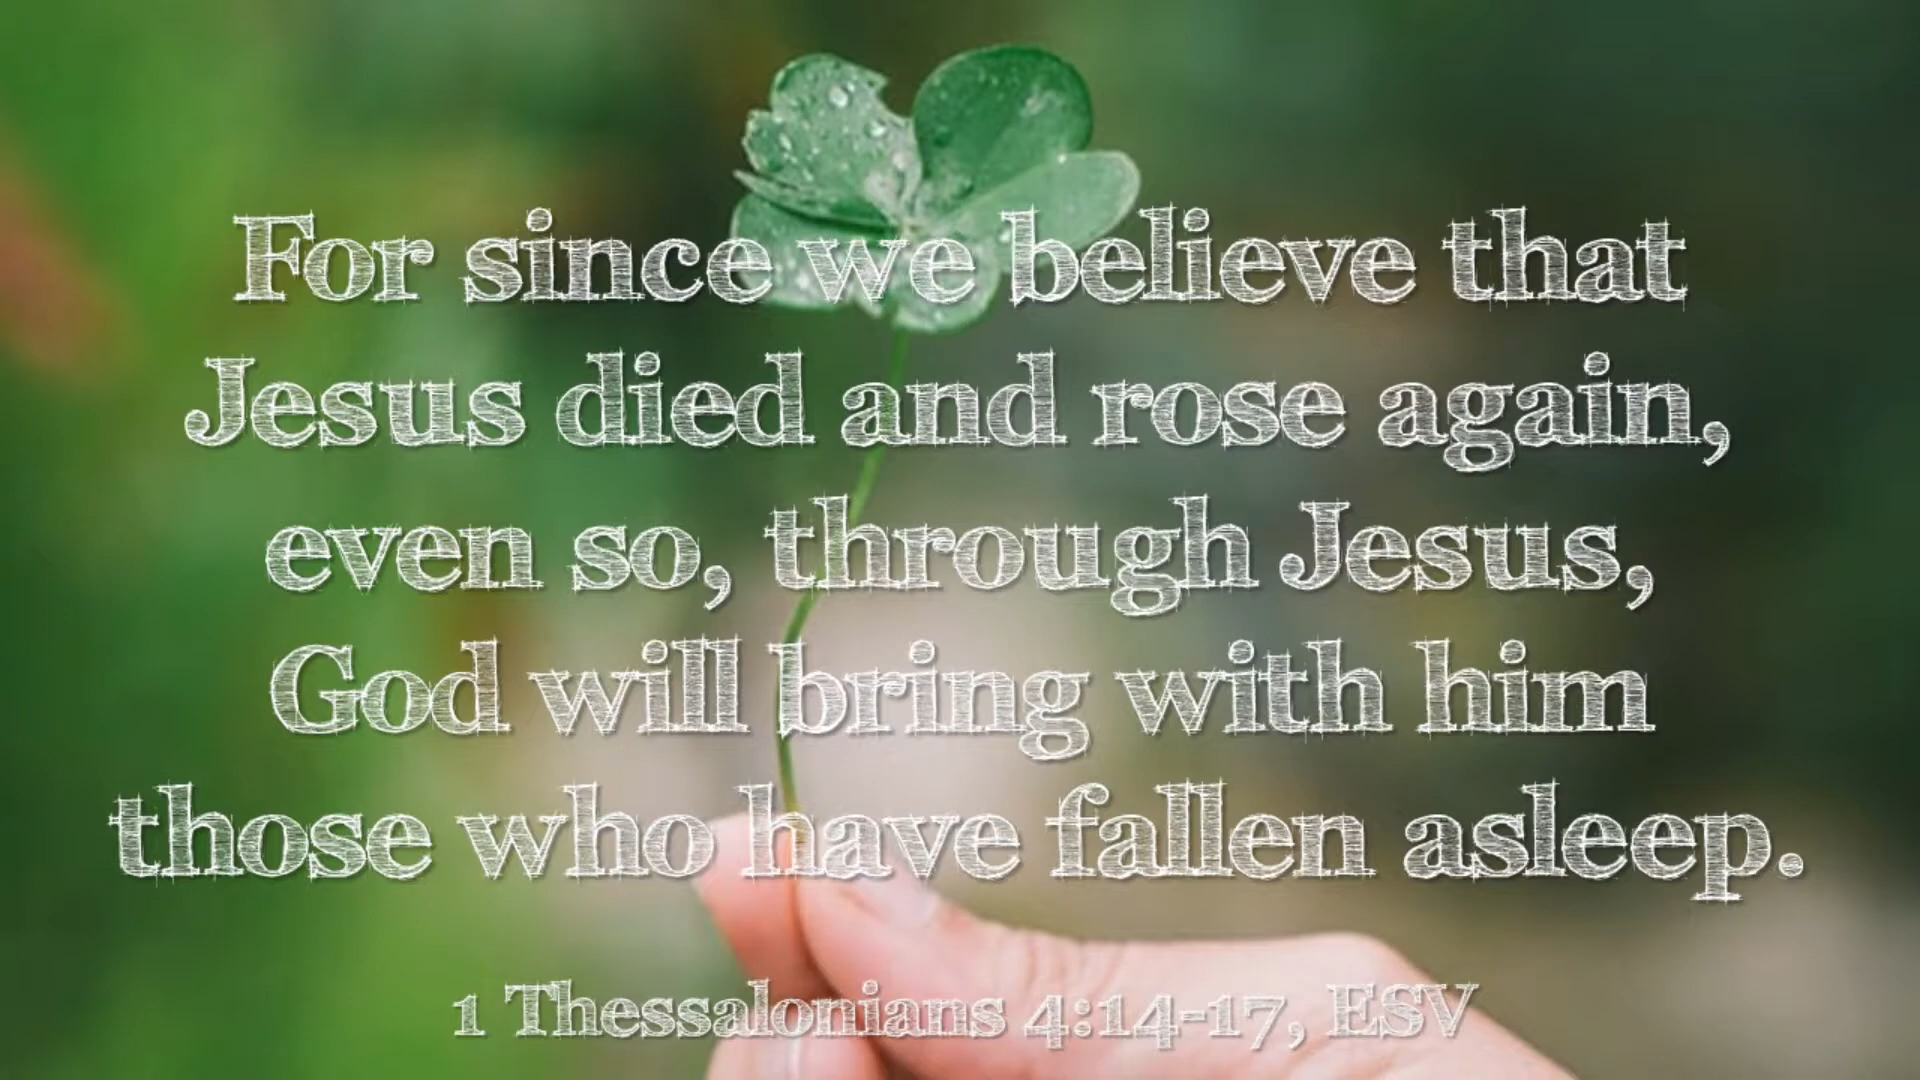 For since we believe that
Jesus died and rose again,
even so, through Jesus,
God will bring with him
those who have fallen asleep.
1 Thessalonians 4:14-17, ESV